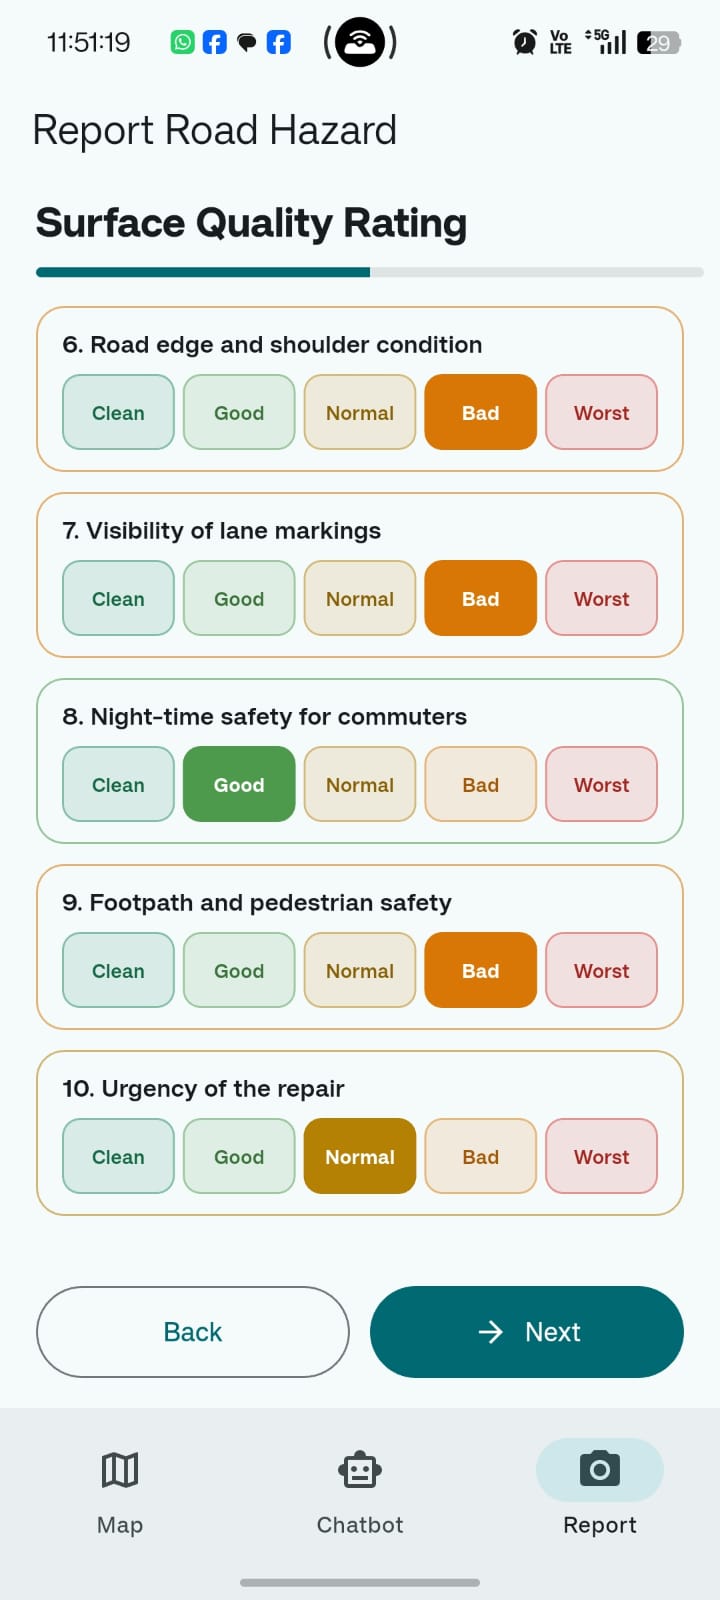 11:51:19
Vo LTE 5G 29
Report Road Hazard
Surface Quality Rating
6. Road edge and shoulder condition
Clean Good Normal Bad Worst
7. Visibility of lane markings
Clean Good Normal Bad Worst
8. Night-time safety for commuters
Clean Good Normal Bad Worst
9. Footpath and pedestrian safety
Clean Good Normal Bad Worst
10. Urgency of the repair
Clean Good Normal Bad Worst
Back Next
Map Chatbot Report